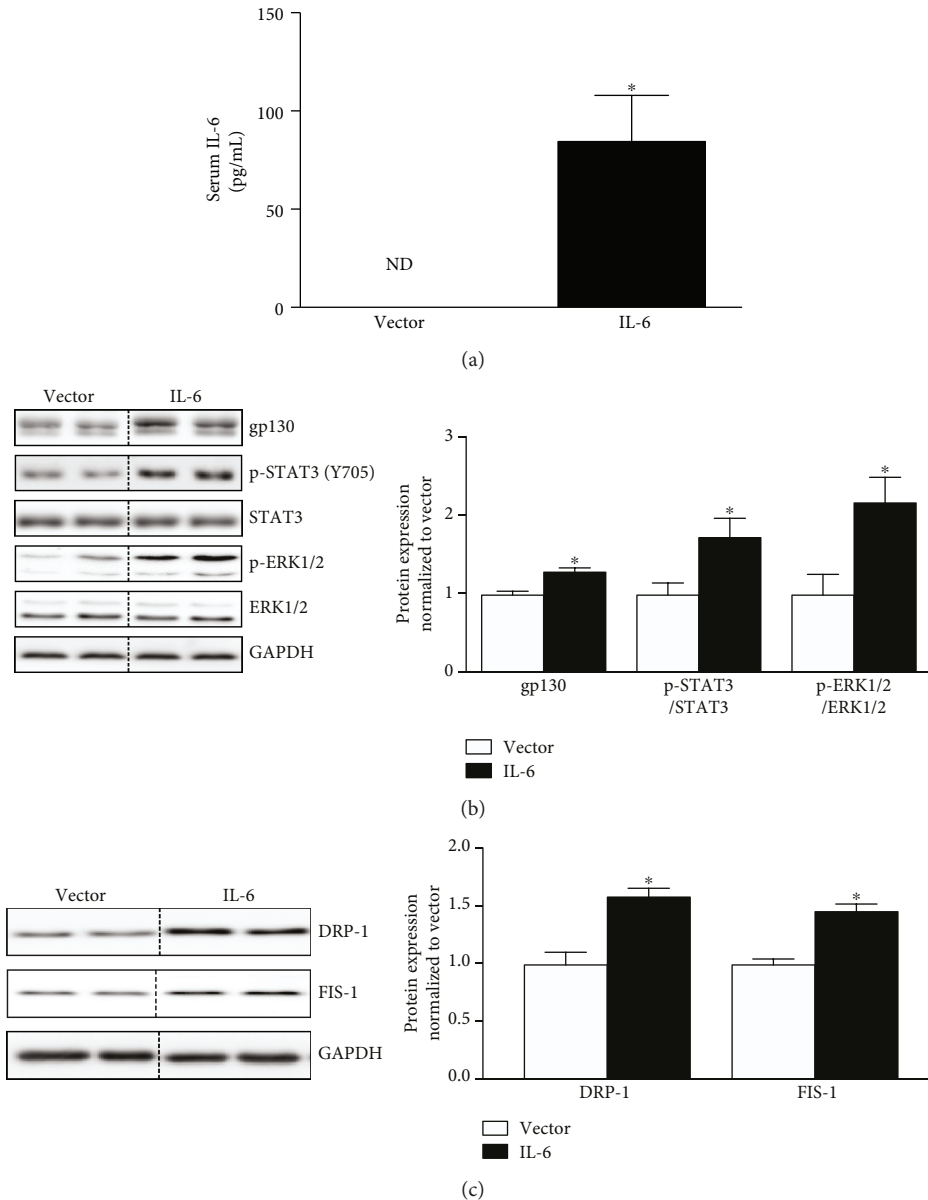 150
100
50
0
Serum IL-6
(pg/mL)
*
ND
Vector
IL-6
(a)
Vector
IL-6
gp130
p-STAT3 (Y705)
STAT3
p-ERK1/2
ERK1/2
GAPDH
3
2
1
0
Protein expression
normalized to vector
*
*
*
gp130
p-STAT3
/STAT3
p-ERK1/2
/ERK1/2
Vector
IL-6
(b)
Vector
IL-6
DRP-1
FIS-1
GAPDH
2.0
1.5
1.0
0.5
0.0
Protein expression
normalized to vector
*
*
DRP-1
FIS-1
Vector
IL-6
(c)